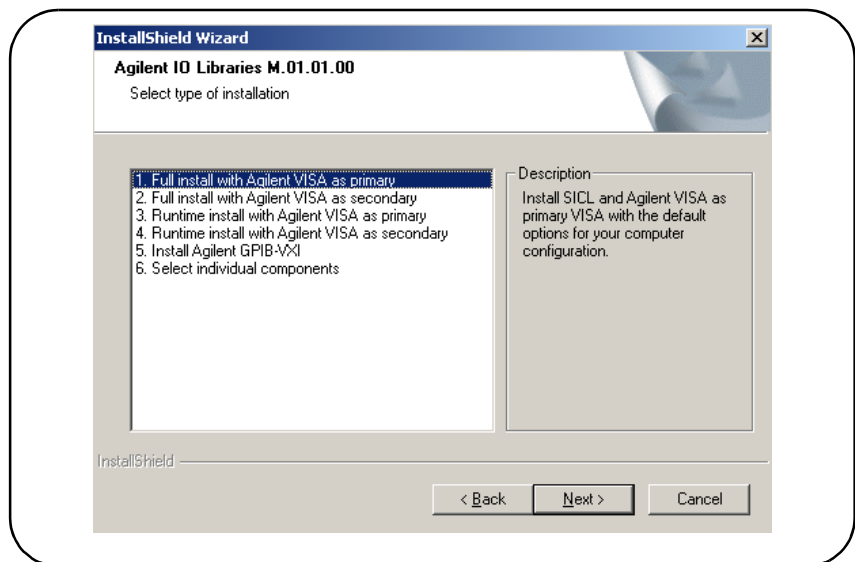 InstallShield Wizard
Agilent IO Libraries M.01.01.00
Select type of installation
1. Full install with Agilent VISA as primary
2. Full install with Agilent VISA as secondary
3. Runtime install with Agilent VISA as primary
4. Runtime install with Agilent VISA as secondary
5. Install Agilent GPIB-VXI
6. Select individual components
Description
Install SICL and Agilent VISA as
primary VISA with the default
options for your computer
configuration.
InstallShield
< Back
Next >
Cancel